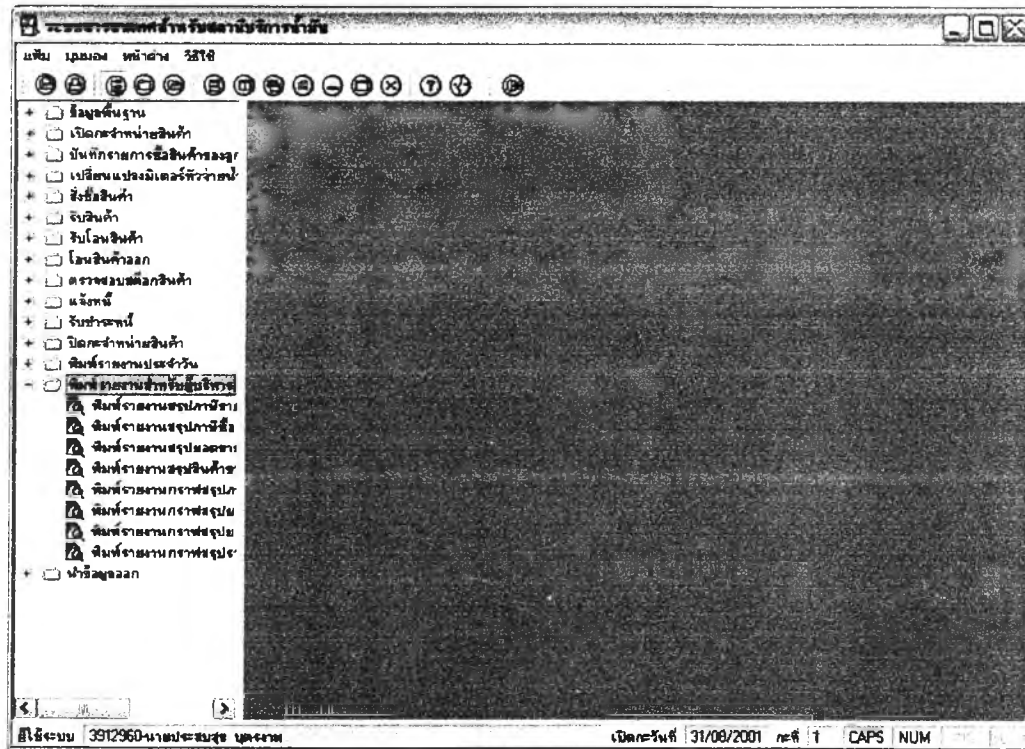 ระบบสารสนเทศสำหรับสถานีบริการน้ำมัน
แฟ้ม มุมมอง หน้าต่าง วิธีใช้
ข้อมูลพื้นฐาน
เปิดกะจำหน่ายสินค้า
บันทึกรายการซื้อสินค้าของลูก
เปลี่ยนแปลงมิเตอร์หัวจ่ายน้ำ
สั่งซื้อสินค้า
รับสินค้า
รับโอนสินค้า
โอนสินค้าออก
ตรวจสอบสต็อกสินค้า
แจ้งหนี้
รับชำระหนี้
ปิดกะจำหน่ายสินค้า
พิมพ์รายงานประจำวัน
พิมพ์รายงานสำหรับผู้บริหาร
พิมพ์รายงานสรุปภาษีขาย
พิมพ์รายงานสรุปภาษีซื้อ
พิมพ์รายงานสรุปยอดขาย
พิมพ์รายงานสรุปสินค้าข
พิมพ์รายงานกราฟสรุปภ
พิมพ์รายงานกราฟสรุปย
พิมพ์รายงานกราฟสรุปย
พิมพ์รายงานกราฟสรุปร
นำข้อมูลออก
ผู้ใช้ระบบ 3912960-นายประสบสุข บุตรงาม เปิดกะวันที่ 31/08/2001 กะที่ 1 CAPS NUM